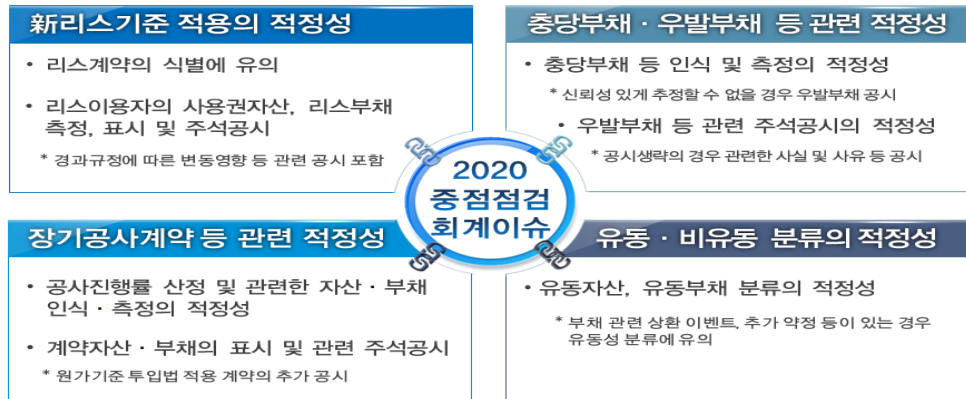 新리스기준 적용의 적정성
• 리스계약의 식별에 유의
• 리스이용자의 사용권자산, 리스부채
측정, 표시 및 주석공시
* 경과규정에 따른 변동영향 등 관련 공시 포함
충당부채 · 우발부채 등 관련 적정성
• 충당부채 등 인식 및 측정의 적정성
* 신뢰성 있게 추정할 수 없을 경우 우발부채 공시
• 우발부채 등 관련 주석공시의 적정성
* 공시생략의 경우 관련한 사실 및 사유 등 공시
2020
중점점검
회계이슈
장기공사계약 등 관련 적정성
• 공사진행률 산정 및 관련한 자산 · 부채
인식 · 측정의 적정성
• 계약자산 · 부채의 표시 및 관련 주석공시
* 원가기준 투입법 적용 계약의 추가 공시
유동 · 비유동 분류의 적정성
• 유동자산, 유동부채 분류의 적정성
* 부채 관련 상환 이벤트, 추가 약정 등이 있는 경우
유동성 분류에 유의